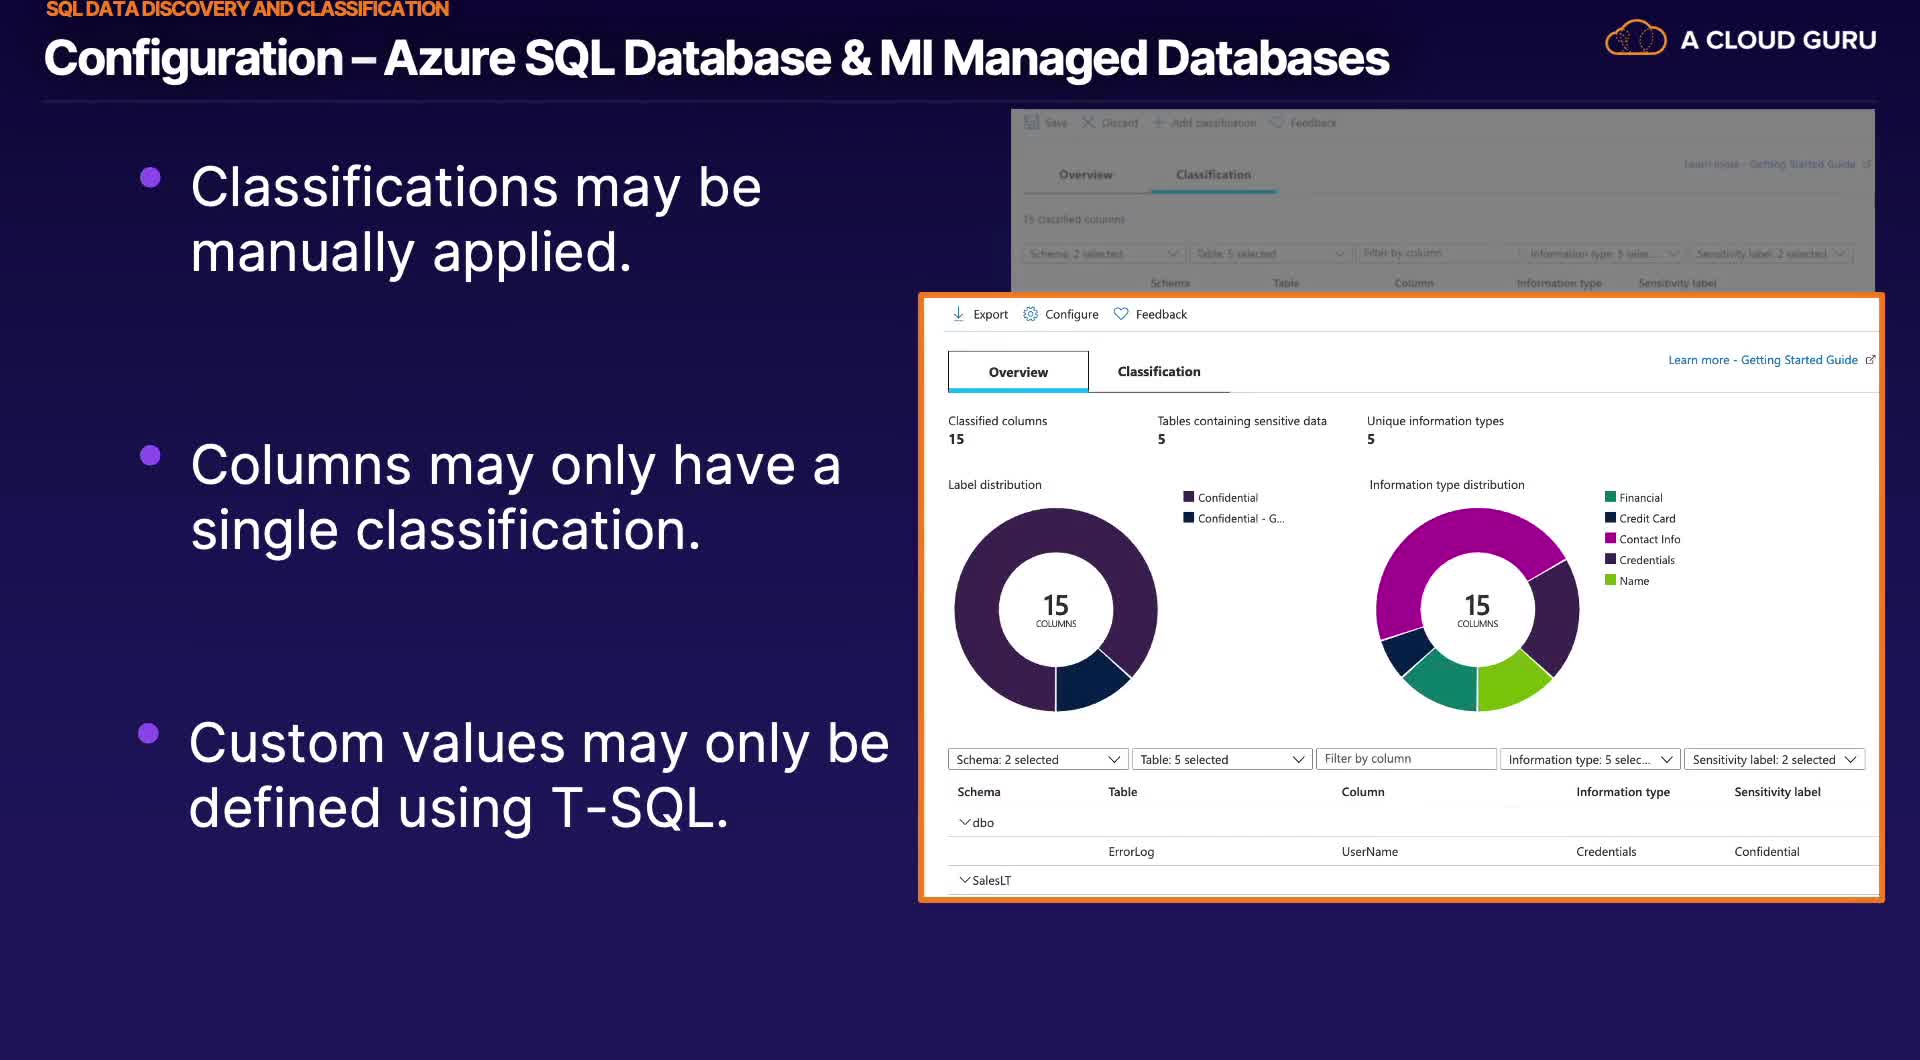 SQL DATA DISCOVERY AND CLASSIFICATION
Configuration – Azure SQL Database & MI Managed Databases
A CLOUD GURU
Classifications may be
manually applied.
Columns may only have a
single classification.
Custom values may only be
defined using T-SQL.
Save Discard Add classification Feedback
Learn more - Getting Started Guide
Overview Classification
15 classified columns
Schema: 2 selected Table: 5 selected Filter by column Information type: 5 selec... Sensitivity label: 2 selected
Schema Table Column Information type Sensitivity label
Export Configure Feedback
Learn more - Getting Started Guide
Overview Classification
Classified columns Tables containing sensitive data Unique information types
15 5 5
Label distribution
Confidential
Confidential - G...
15
COLUMNS
Information type distribution
Financial
Credit Card
Contact Info
Credentials
Name
15
COLUMNS
Schema: 2 selected Table: 5 selected Filter by column Information type: 5 selec... Sensitivity label: 2 selected
Schema Table Column Information type Sensitivity label
dbo
ErrorLog UserName Credentials Confidential
SalesLT